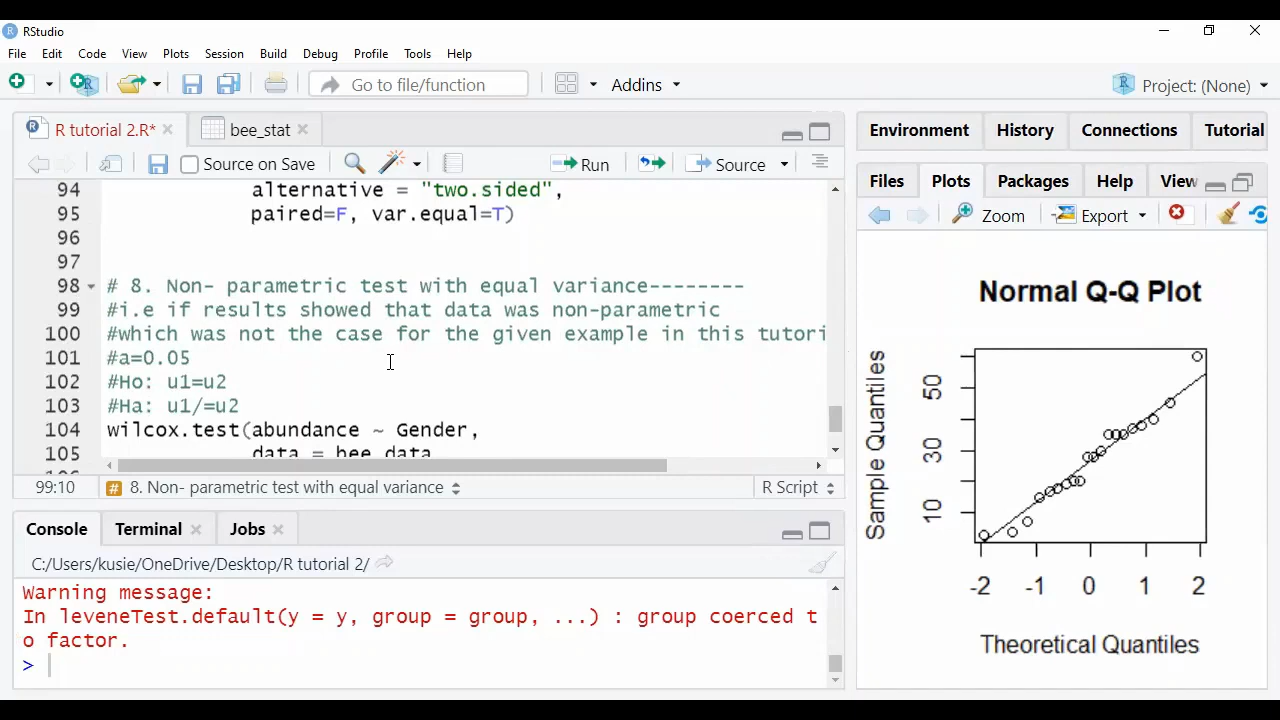 RStudio
File Edit Code View Plots Session Build Debug Profile Tools Help
Go to file/function Addins Project: (None)
R tutorial 2.R* bee_stat
Source on Save Run Source
94 alternative = "two.sided",
95 paired=F, var.equal=T)
96
97
98 # 8. Non- parametric test with equal variance--------
99 #i.e if results showed that data was non-parametric
100 #which was not the case for the given example in this tutori
101 #a=0.05
102 #Ho: u1=u2
103 #Ha: u1/=u2
104 wilcox.test(abundance ~ Gender,
105 data = bee_data
99:10 # 8. Non- parametric test with equal variance R Script
Console Terminal Jobs
C:/Users/kusie/OneDrive/Desktop/R tutorial 2/
Warning message:
In leveneTest.default(y = y, group = group, ...) : group coerced t
o factor.
>
Environment History Connections Tutorial
Files Plots Packages Help View
Zoom Export
Normal Q-Q Plot
Sample Quantiles
50
30
10
-2 -1 0 1 2
Theoretical Quantiles